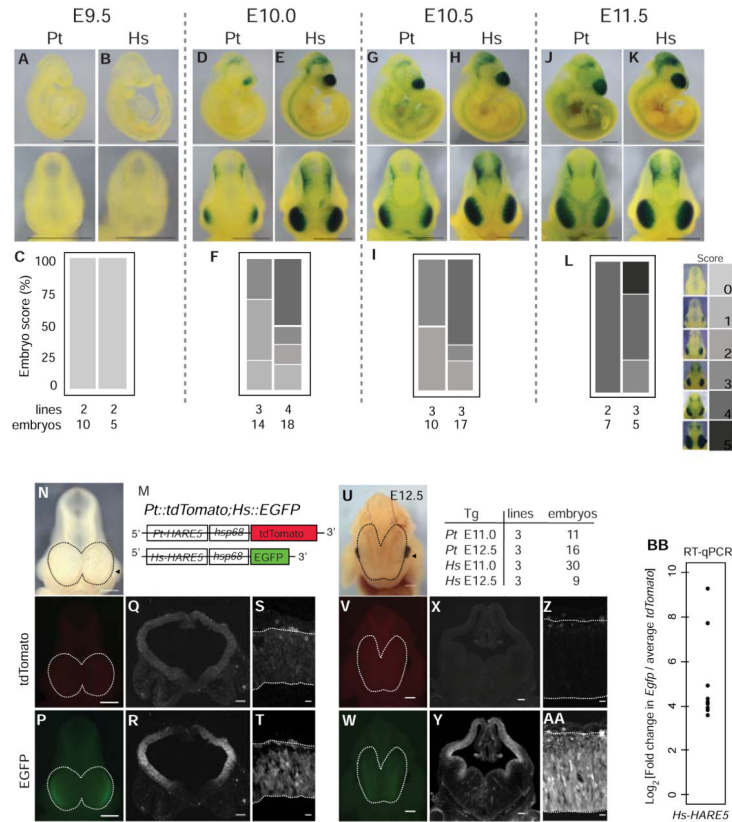 E9.5 E10.0 E10.5 E11.5
Pt Hs Pt Hs Pt Hs Pt Hs
A B D E G H J K
C F I L
Embryo score (%)
100
75
50
25
0
Score
0
1
2
3
4
5
lines 2 2 3 4 3 3 2 3
embryos 10 5 14 18 10 17 7 5
N M U E12.5
Pt::tdTomato;Hs::EGFP
5' Pt-HARE5 hsp68 tdTomato 3'
5' Hs-HARE5 hsp68 EGFP 3'
Tg lines embryos
Pt E11.0 3 11
Pt E12.5 3 16
Hs E11.0 3 30
Hs E12.5 3 9
tdTomato
Q S V X Z
EGFP
P R T W Y AA
BB
RT-qPCR
Log2 [Fold change in Egfp / average tdTomato]
10
8
6
4
2
0
Hs-HARE5